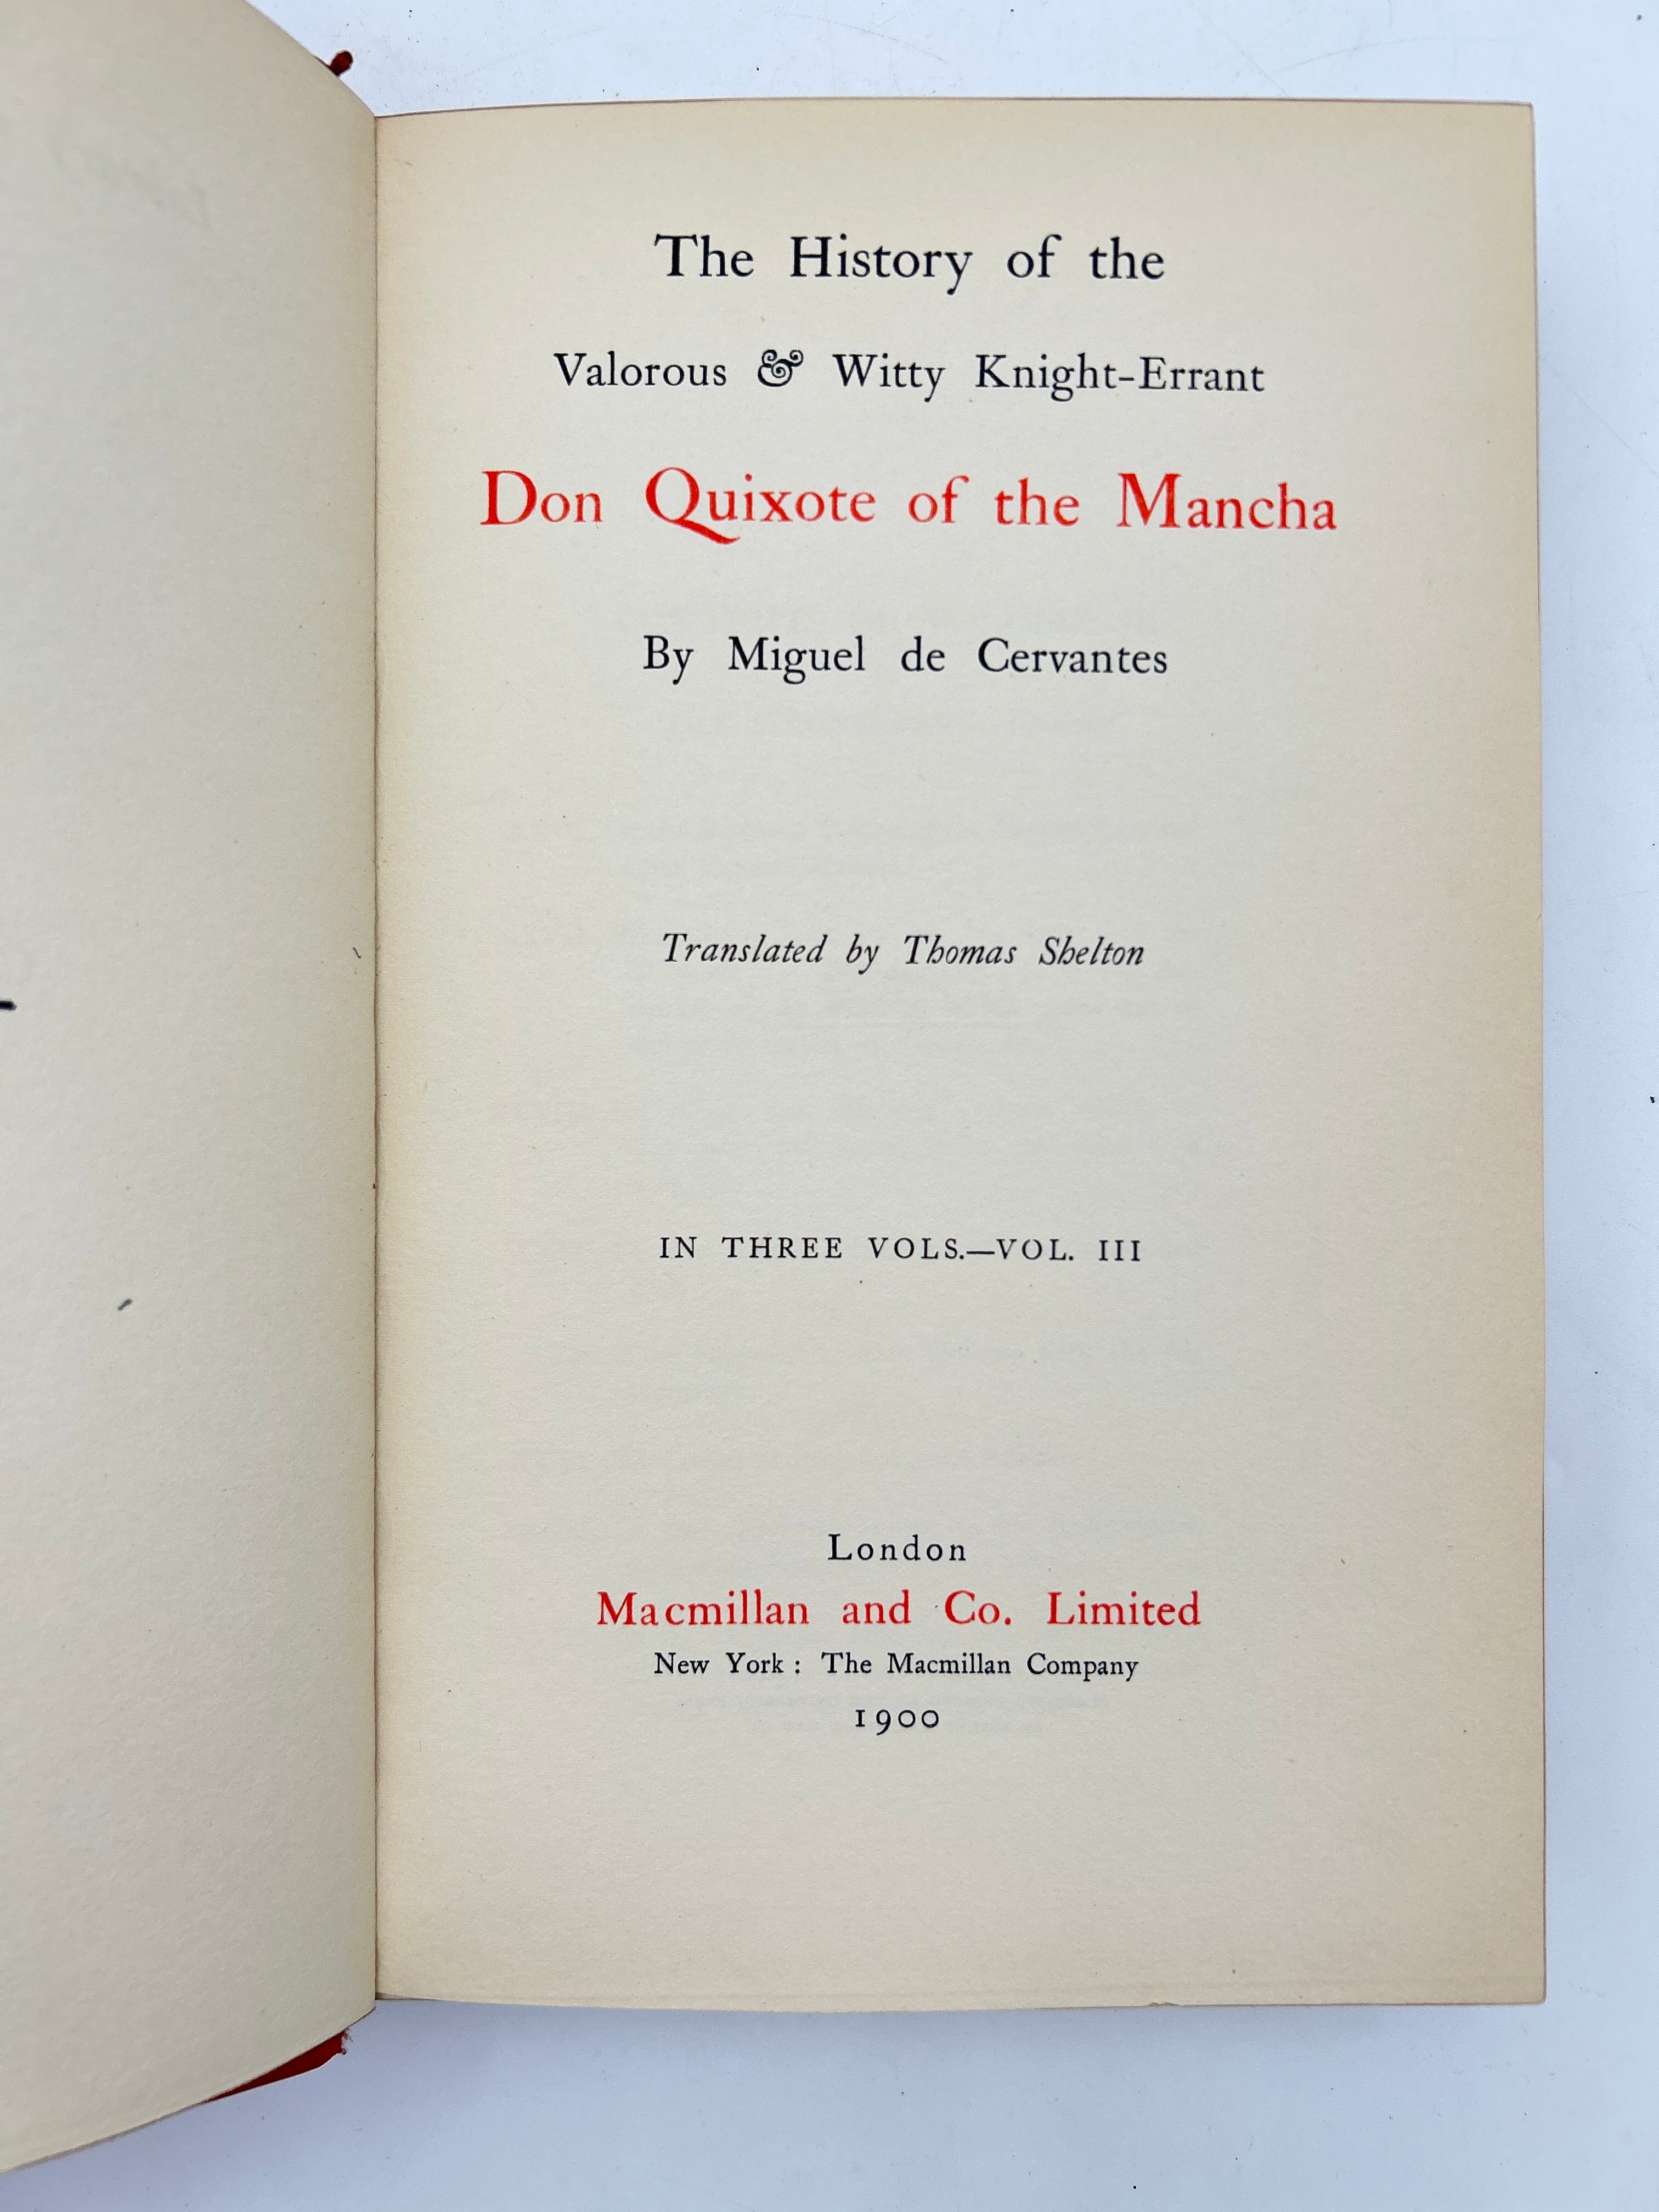 The History of the
Valorous & Witty Knight-Errant
Don Quixote of the Mancha
By Miguel de Cervantes
Translated by Thomas Shelton
IN THREE VOLS.—VOL. III
London
Macmillan and Co. Limited
New York : The Macmillan Company
1900